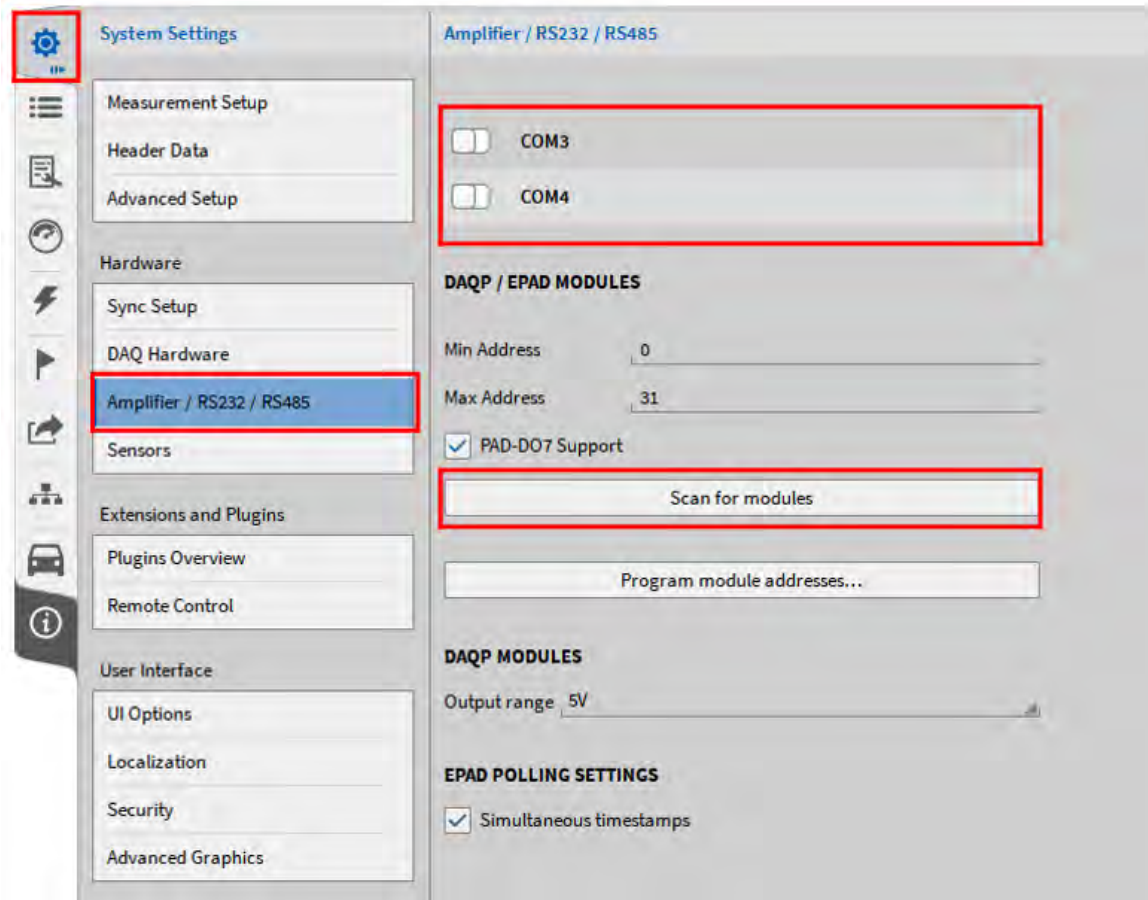 System Settings
Measurement Setup
Header Data
Advanced Setup
Hardware
Sync Setup
DAQ Hardware
Amplifier / RS232 / RS485
Sensors
Extensions and Plugins
Plugins Overview
Remote Control
User Interface
UI Options
Localization
Security
Advanced Graphics
Amplifier / RS232 / RS485
COM3
COM4
DAQP / EPAD MODULES
Min Address 0
Max Address 31
PAD-DO7 Support
Scan for modules
Program module addresses...
DAQP MODULES
Output range 5V
EPAD POLLING SETTINGS
Simultaneous timestamps